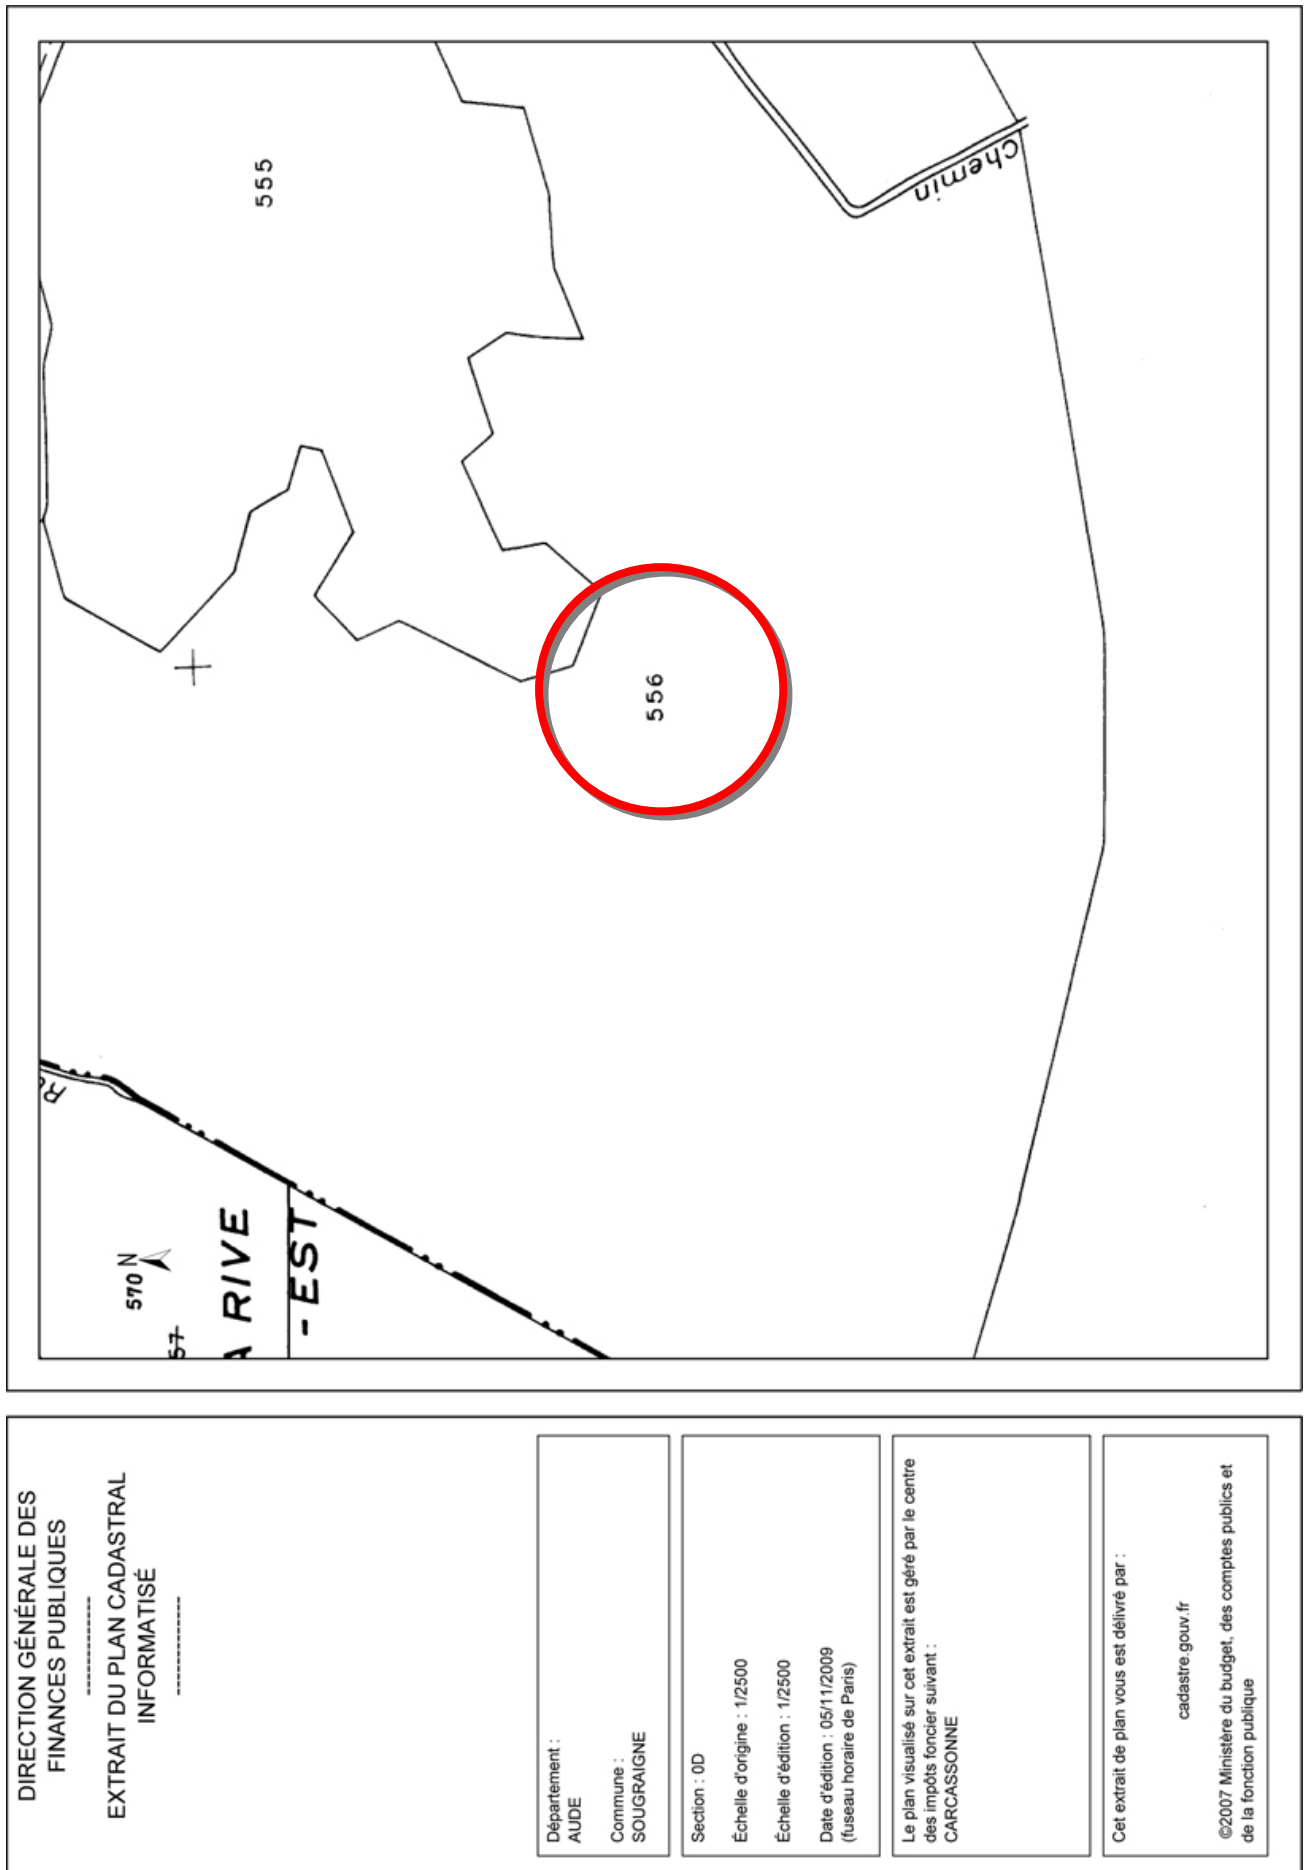 DIRECTION GÉNÉRALE DES
FINANCES PUBLIQUES
-------------
EXTRAIT DU PLAN CADASTRAL
INFORMATISÉ
-------------
Département :
AUDE
Commune :
SOUGRAIGNE
Section : 0D
Échelle d'origine : 1/2500
Échelle d'édition : 1/2500
Date d'édition : 05/11/2009
(fuseau horaire de Paris)
Le plan visualisé sur cet extrait est géré par le centre
des impôts foncier suivant :
CARCASSONNE
Cet extrait de plan vous est délivré par :
cadastre.gouv.fr
©2007 Ministère du budget, des comptes publics et
de la fonction publique
570
N
57
A RIVE
- EST
556
555
Chemin